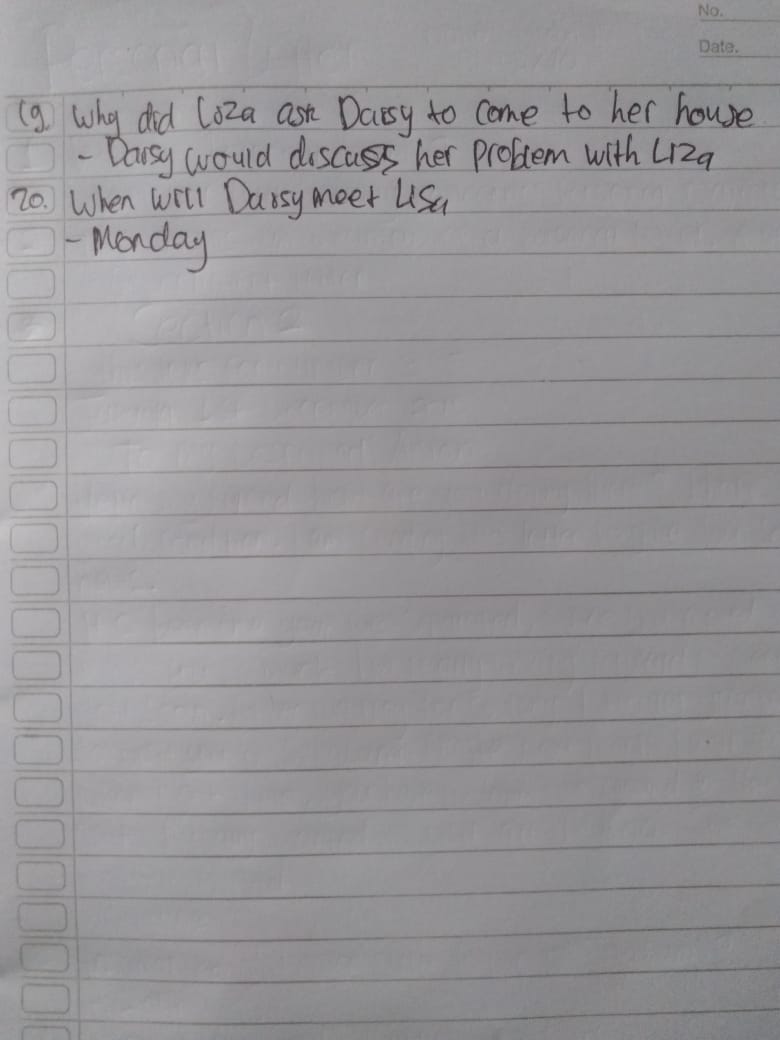 No.
Date.
19. Why did Liza ask Daisy to come to her house
- Daisy would discuss her problem with Liza
20. When will Daisy meet Lisa
- Monday